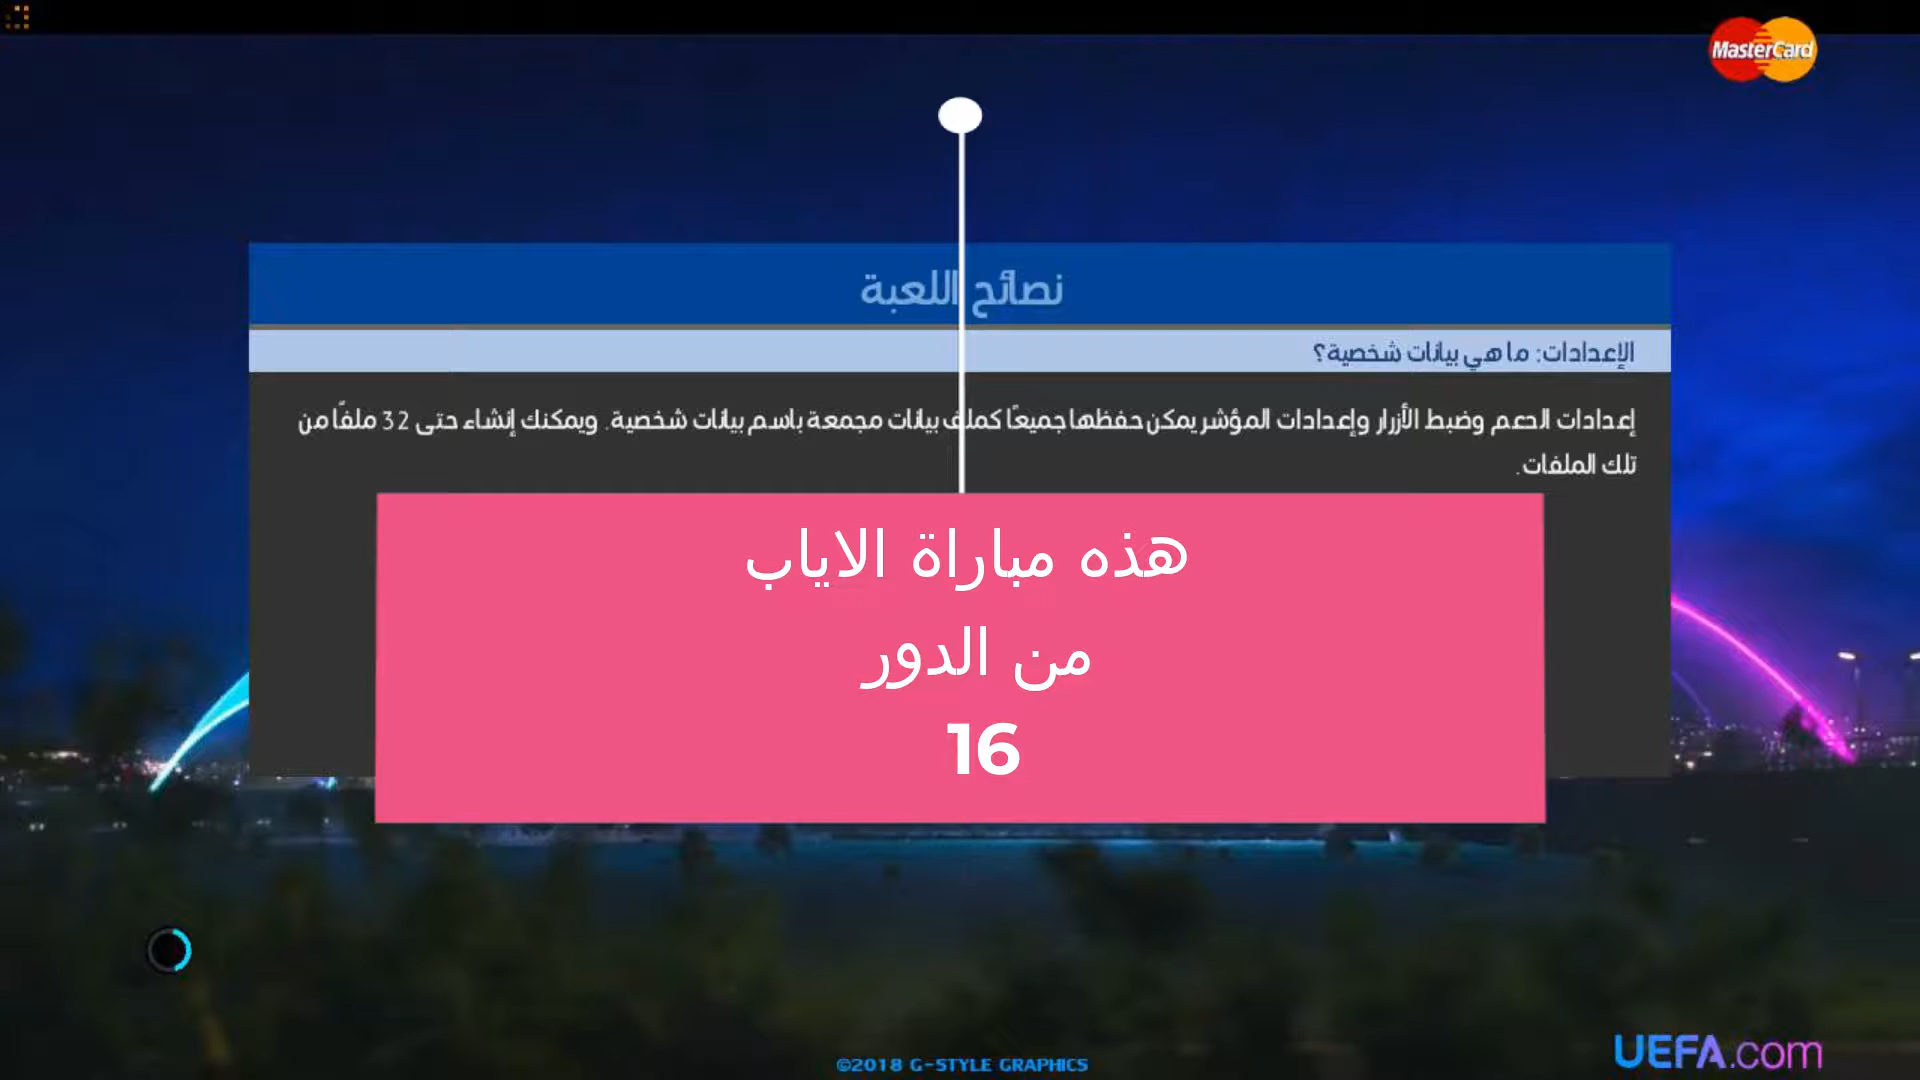 MasterCard
نصائح اللعبة
الإعدادات: ما هي بيانات شخصية؟
إعدادات الدعم وضبط الأزرار وإعدادات المؤشر يمكن حفظها جميعًا كملف بيانات مجمعة باسم بيانات شخصية. ويمكنك إنشاء حتى 32 ملفًا من
تلك الملفات.
هذه مباراة الاياب
من الدور
16
©2018 G-STYLE GRAPHICS
UEFA.com